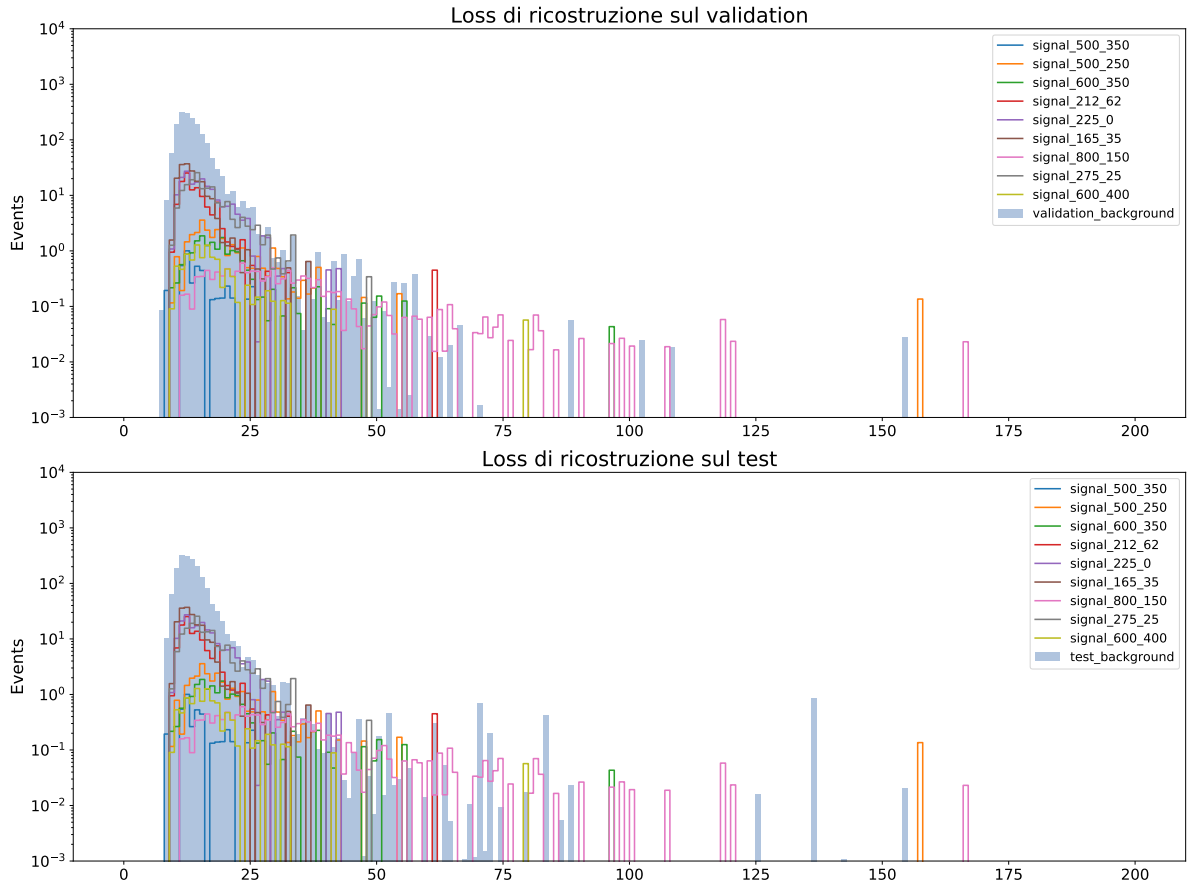 Loss di ricostruzione sul validation
10^4
10^3
10^2
10^1
10^0
10^-1
10^-2
10^-3
Events
signal_500_350
signal_500_250
signal_600_350
signal_212_62
signal_225_0
signal_165_35
signal_800_150
signal_275_25
signal_600_400
validation_background
0 25 50 75 100 125 150 175 200
Loss di ricostruzione sul test
10^4
10^3
10^2
10^1
10^0
10^-1
10^-2
10^-3
Events
signal_500_350
signal_500_250
signal_600_350
signal_212_62
signal_225_0
signal_165_35
signal_800_150
signal_275_25
signal_600_400
test_background
0 25 50 75 100 125 150 175 200